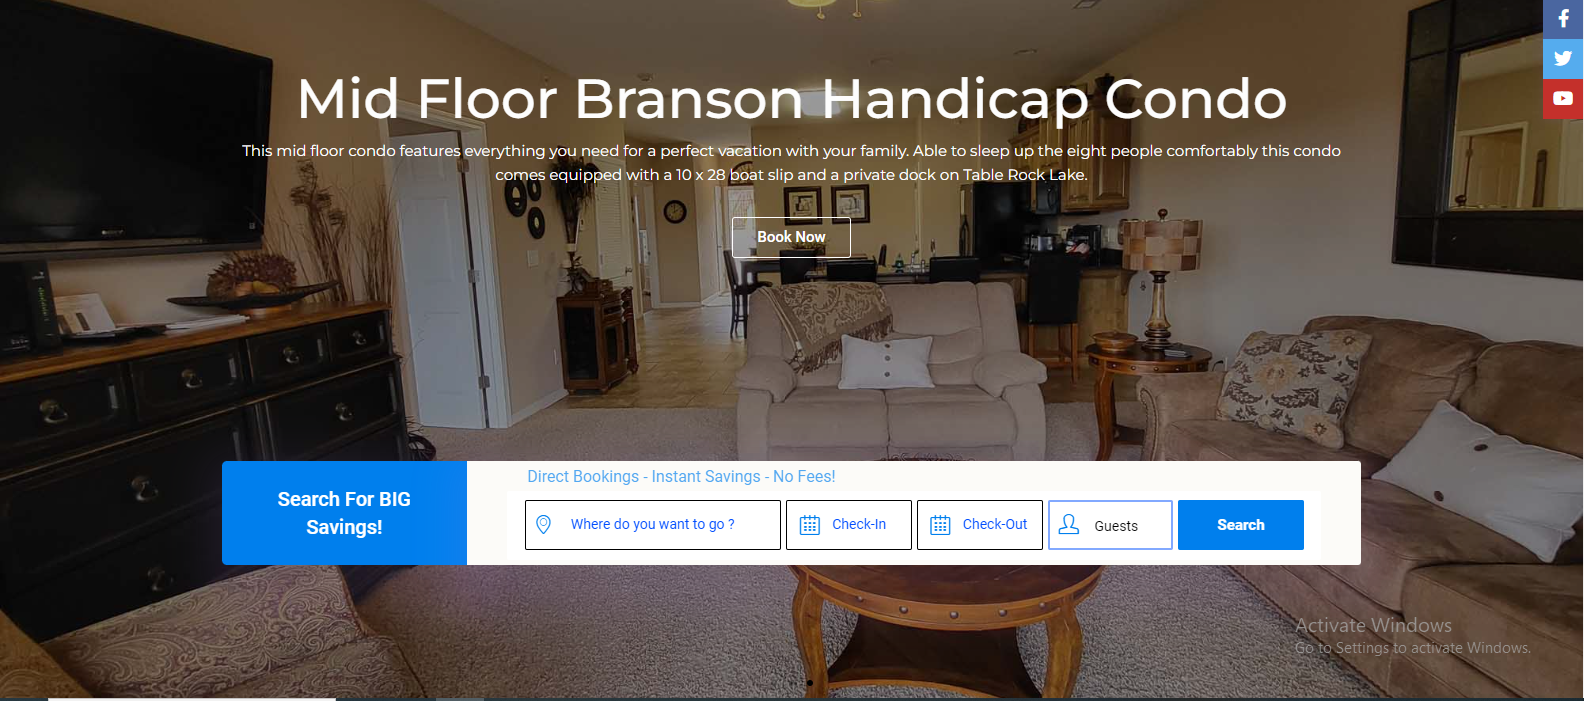 Mid Floor Branson Handicap Condo
This mid floor condo features everything you need for a perfect vacation with your family. Able to sleep up the eight people comfortably this condo
comes equipped with a 10 x 28 boat slip and a private dock on Table Rock Lake.
Book Now
Search For BIG
Savings!
Direct Bookings - Instant Savings - No Fees!
Where do you want to go ?
Check-In
Check-Out
Guests
Search
Activate Windows
Go to Settings to activate Windows.